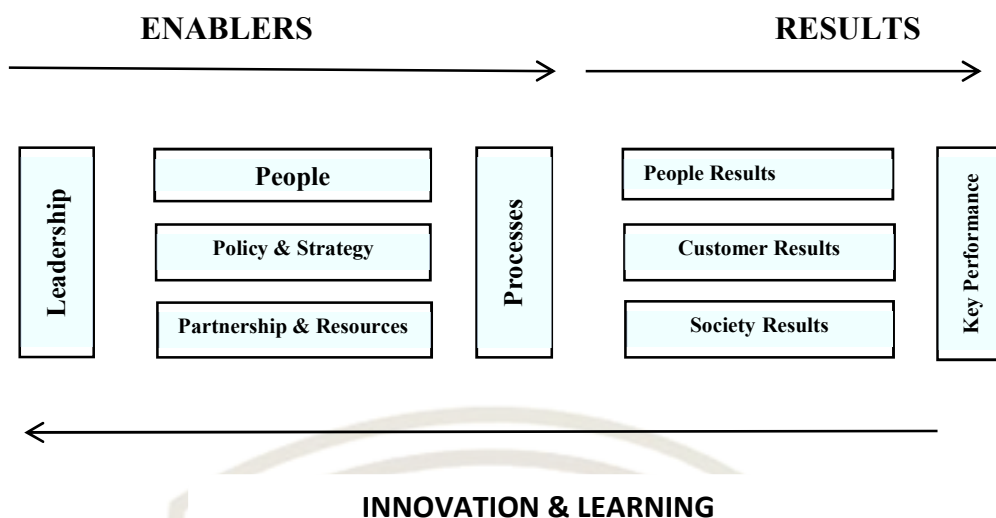 ENABLERS
RESULTS
Leadership
People
Policy & Strategy
Partnership & Resources
Processes
People Results
Customer Results
Society Results
Key Performance
INNOVATION & LEARNING